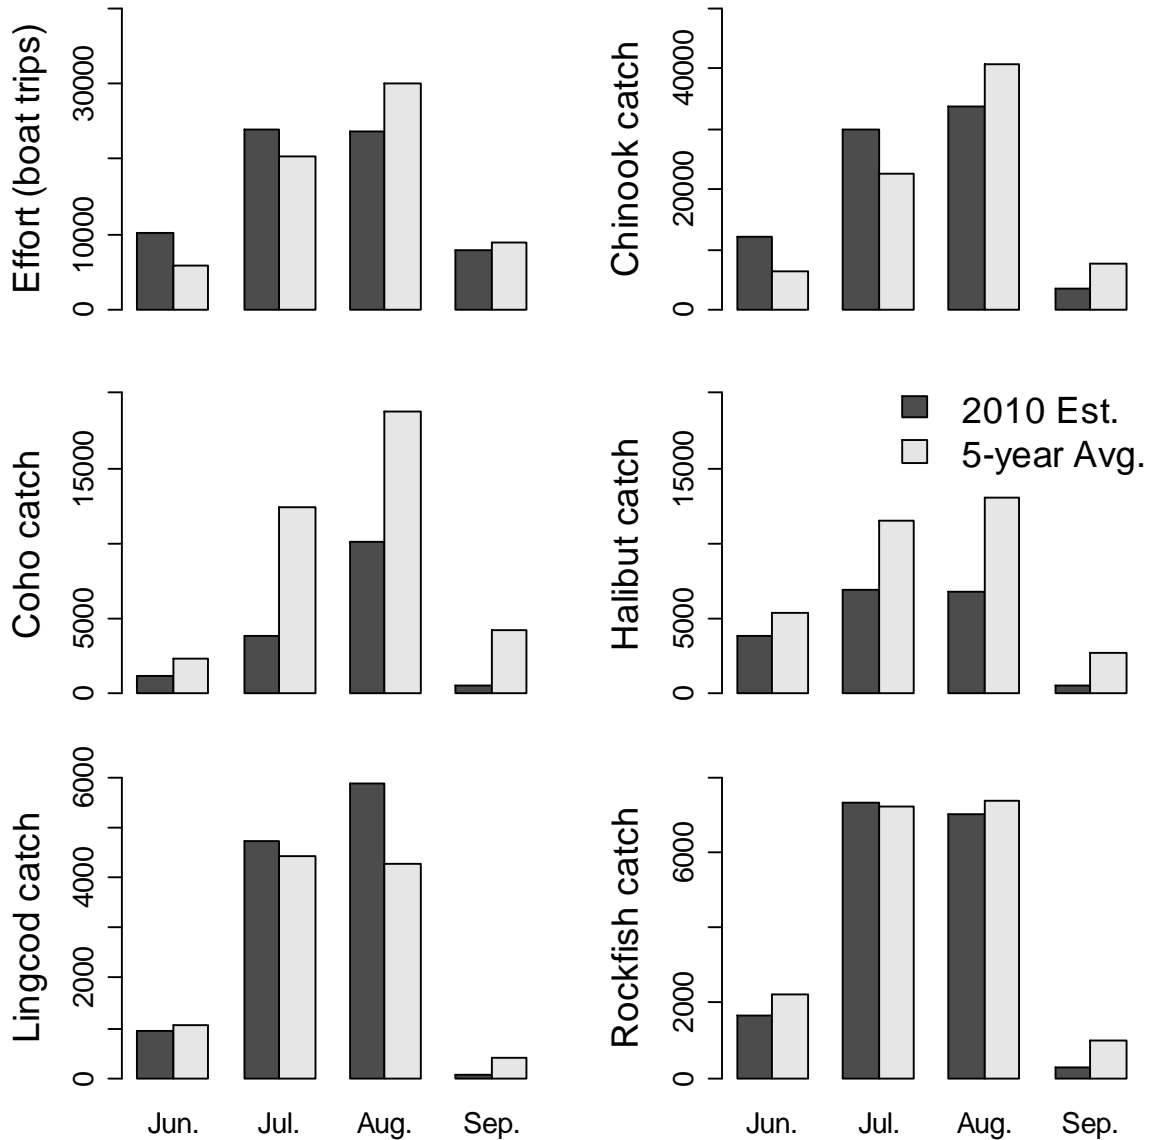 Effort (boat trips)
30000
10000
0
Chinook catch
40000
20000
0
Coho catch
15000
5000
0
Halibut catch
15000
5000
0
2010 Est.
5-year Avg.
Lingcod catch
6000
4000
2000
0
Jun. Jul. Aug. Sep.
Rockfish catch
6000
2000
0
Jun. Jul. Aug. Sep.